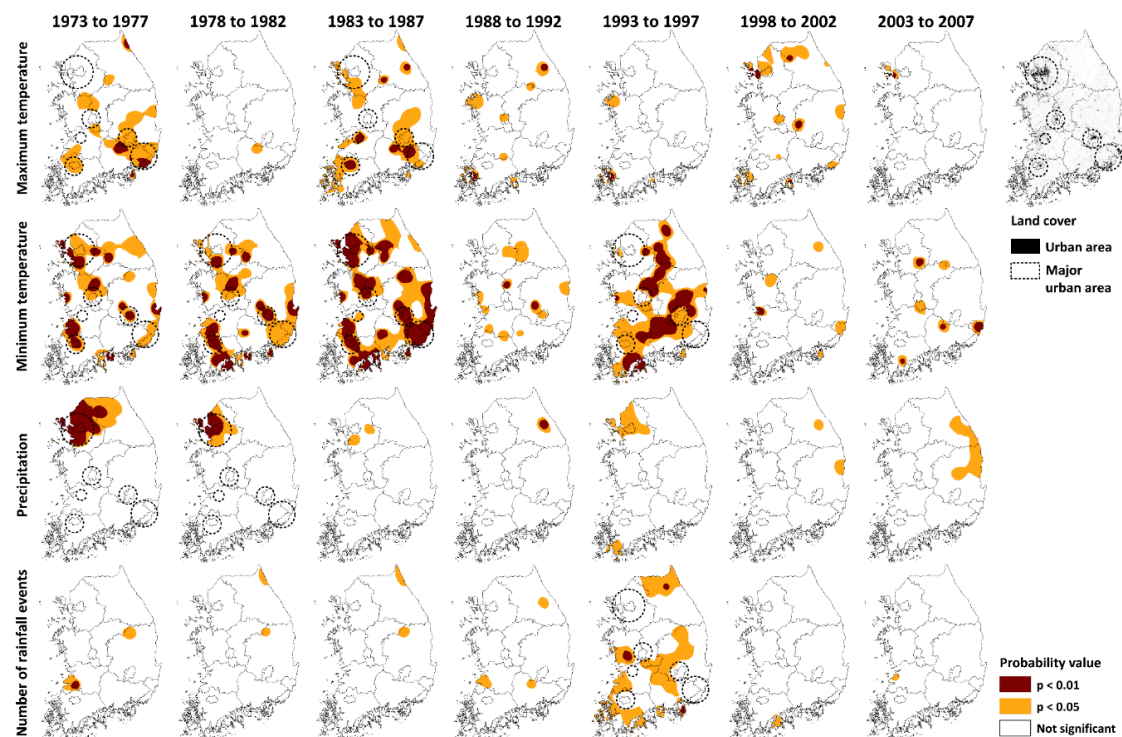 1973 to 1977
1978 to 1982
1983 to 1987
1988 to 1992
1993 to 1997
1998 to 2002
2003 to 2007
Maximum temperature
Minimum temperature
Precipitation
Number of rainfall events
Land cover
Urban area
Major
urban area
Probability value
p < 0.01
p < 0.05
Not significant